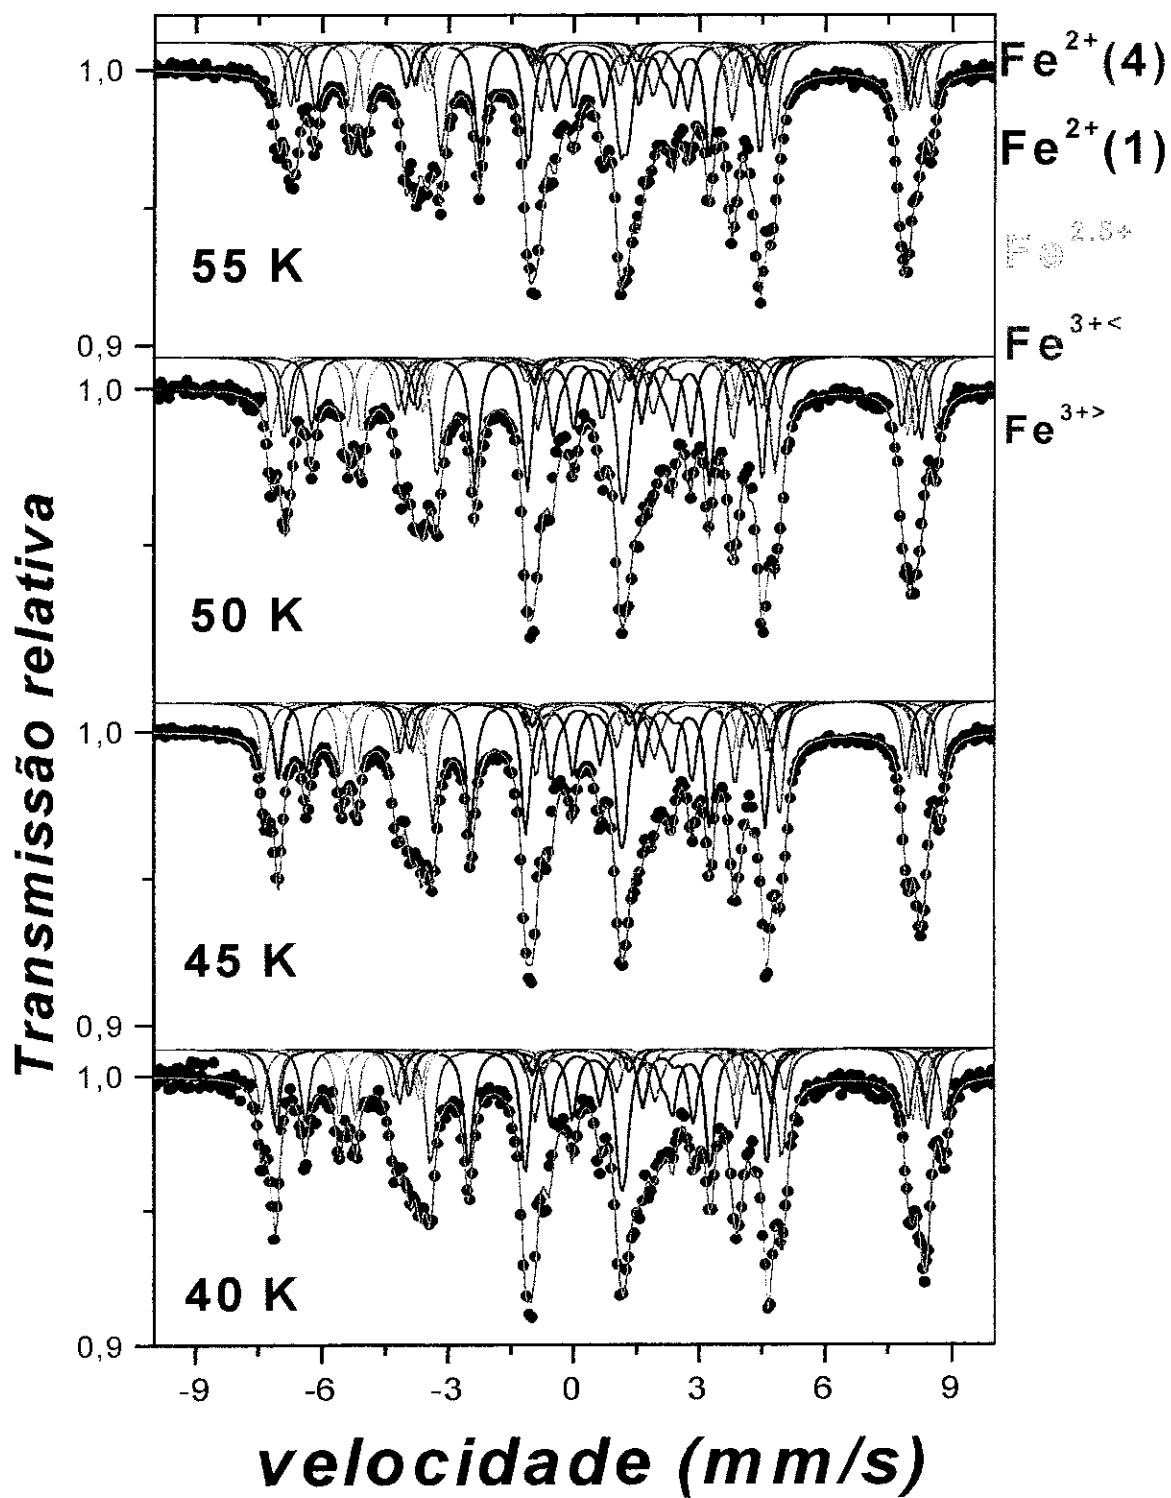 1,0
55 K
0,9
1,0
50 K
1,0
45 K
0,9
1,0
40 K
0,9
Fe2+(4)
Fe2+(1)
Fe2.5+
Fe3+<
Fe3+>
Transmissão relativa
-9 -6 -3 0 3 6 9
velocidade (mm/s)